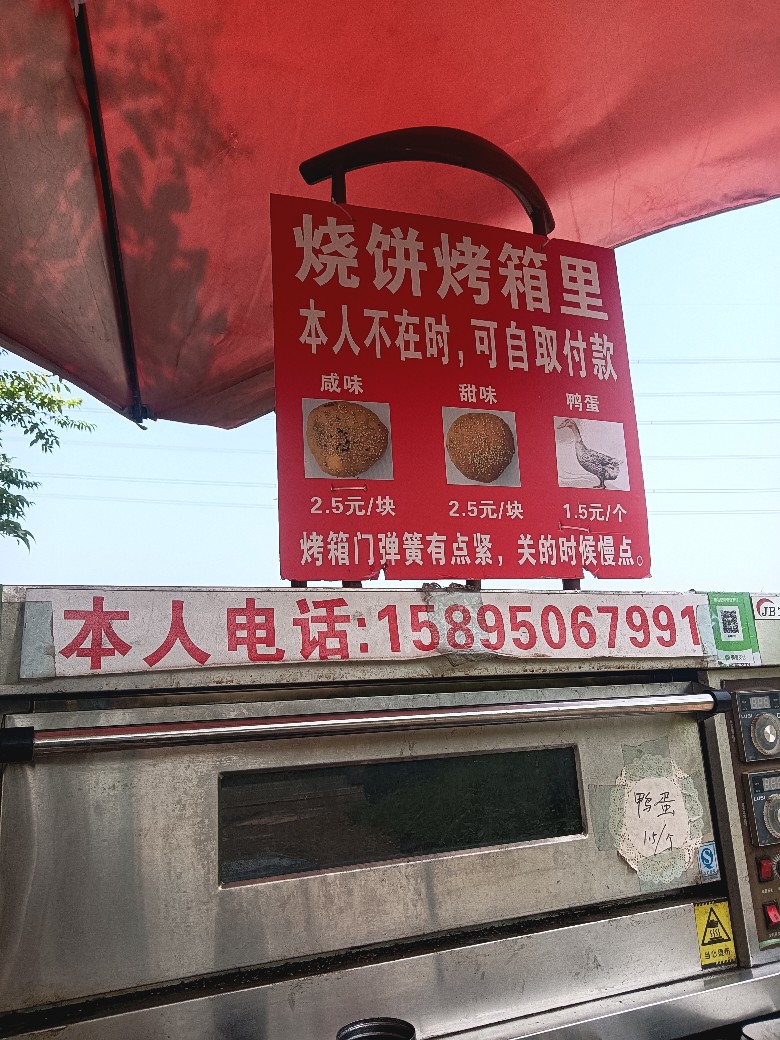 烧饼烤箱里
本人不在时，可自取付款
咸味 甜味 鸭蛋
2.5元/块 2.5元/块 1.5元/个
烤箱门弹簧有点紧，关的时候慢点。
本人电话:15895067991
JB
鸭蛋
1.5/个